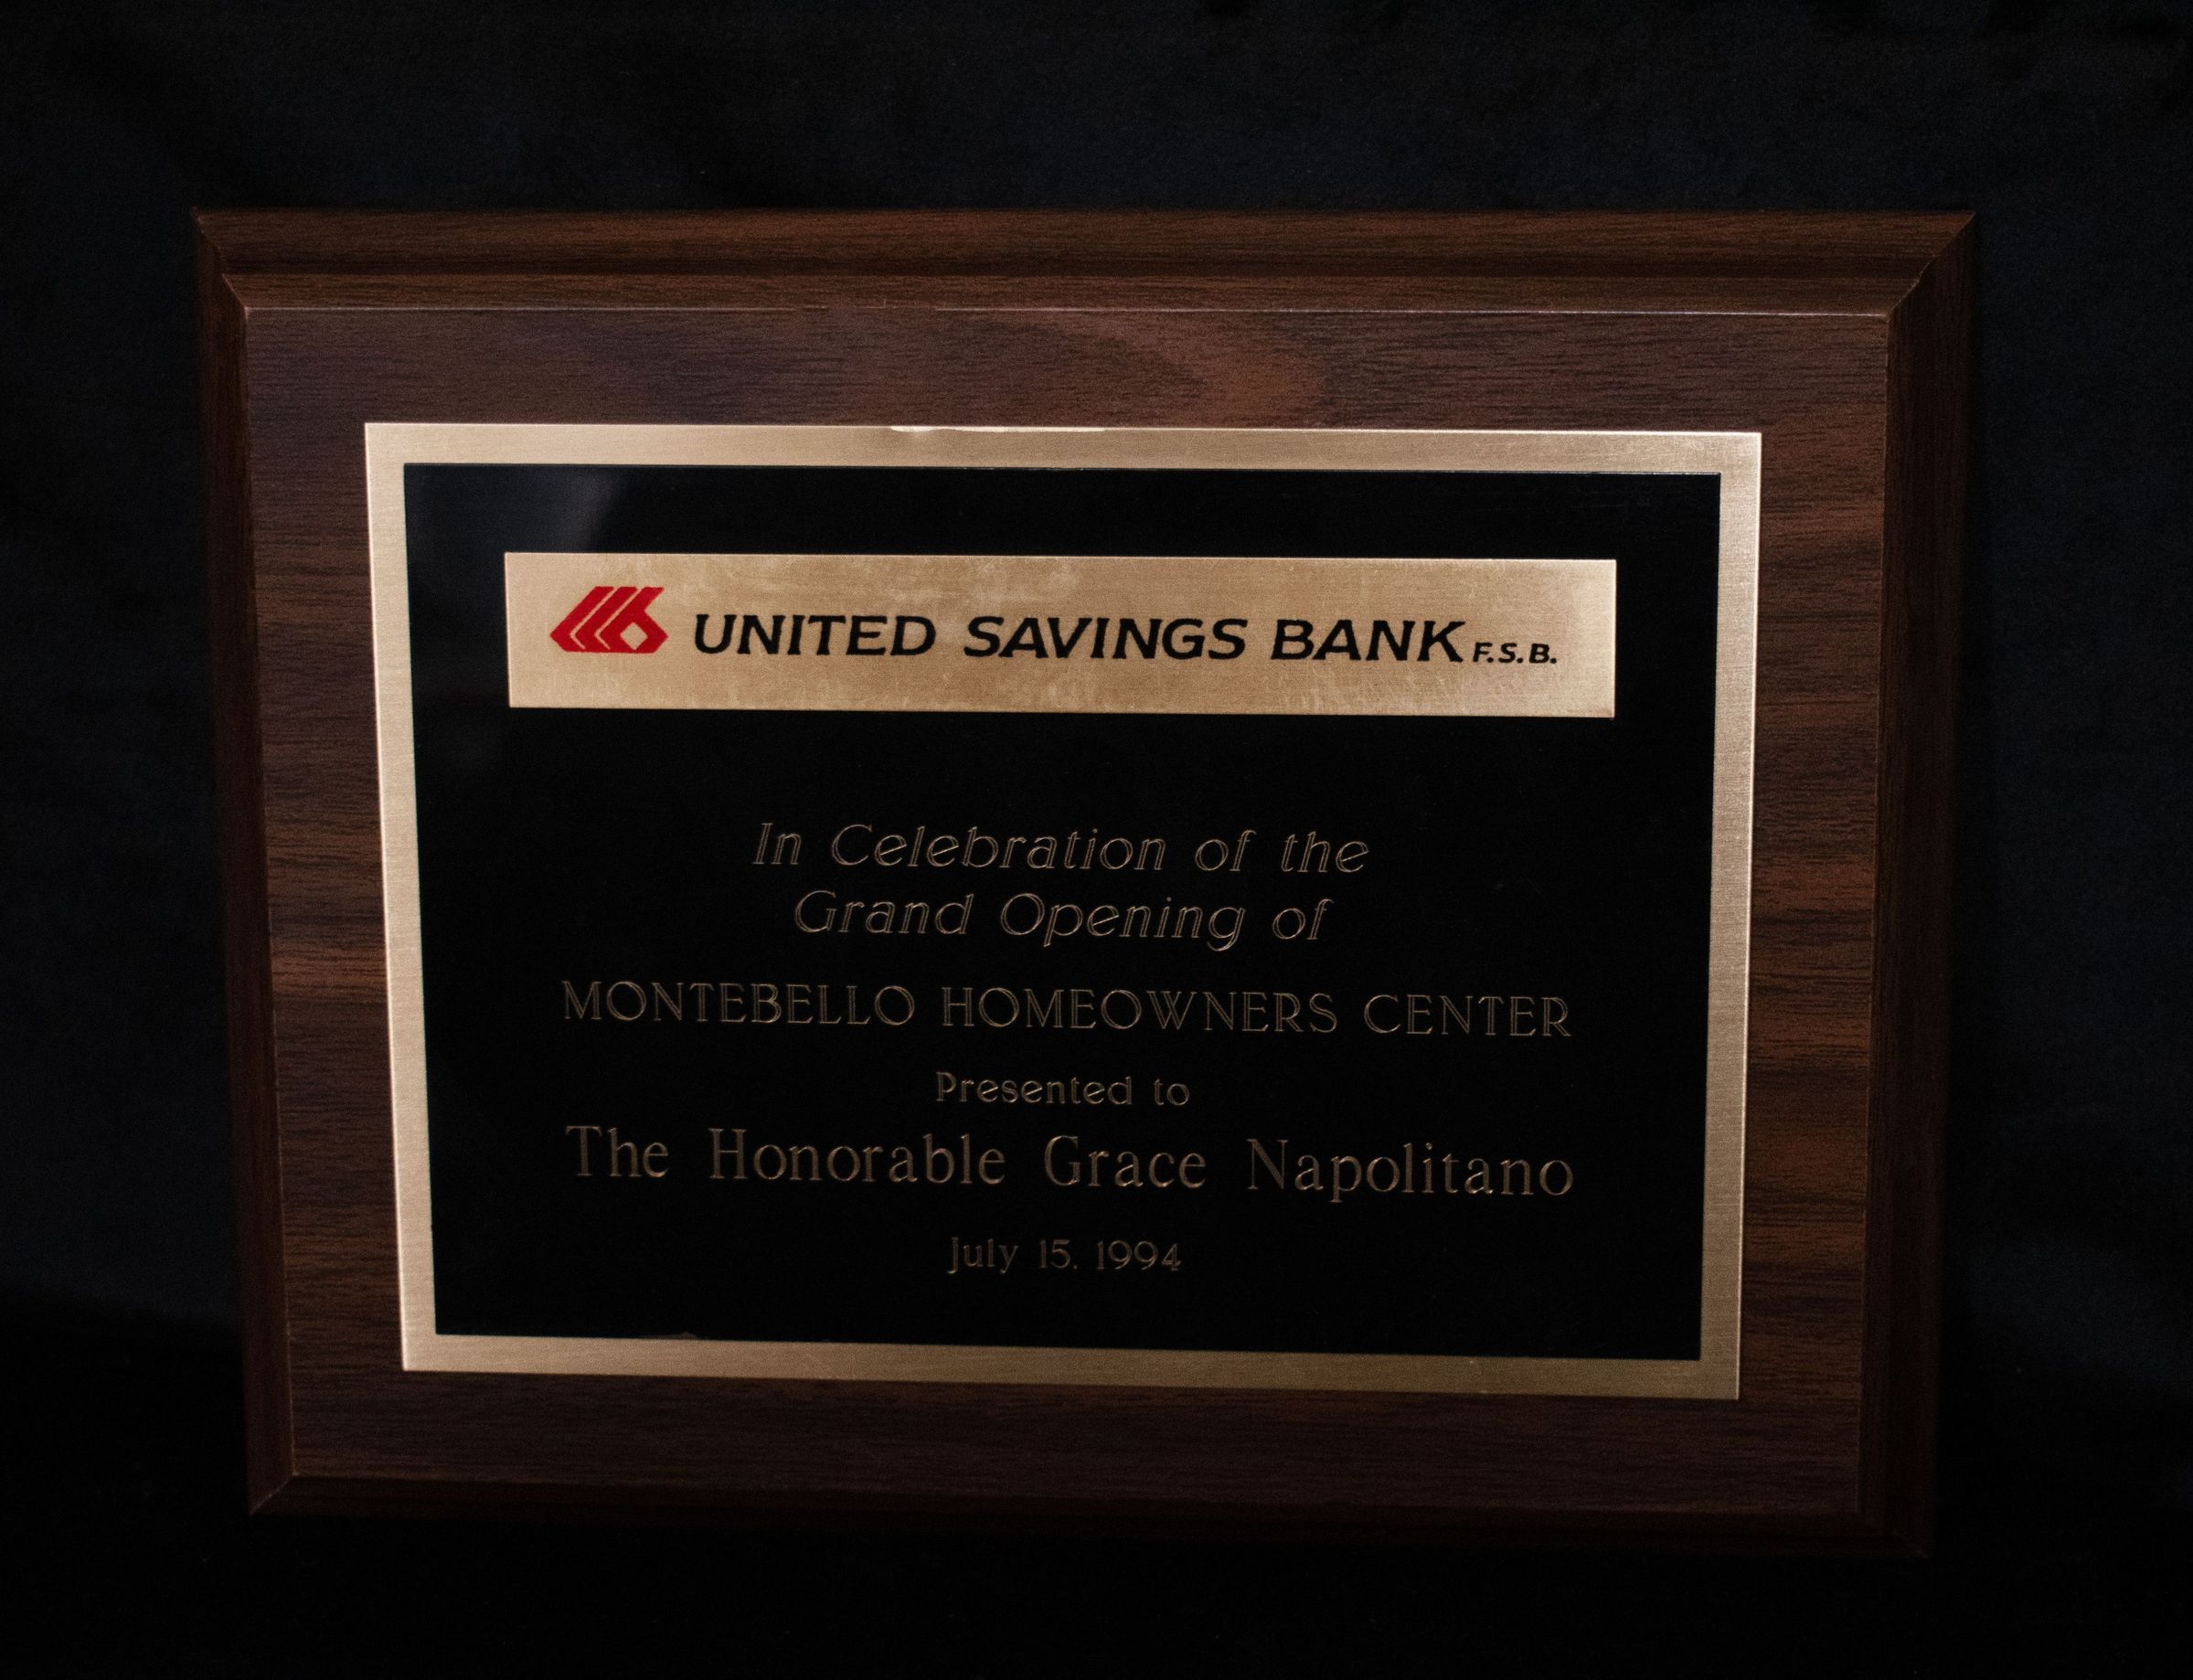 UNITED SAVINGS BANK F.S.B.
In Celebration of the
Grand Opening of
MONTEBELLO HOMEOWNERS CENTER
Presented to
The Honorable Grace Napolitano
July 15. 1994